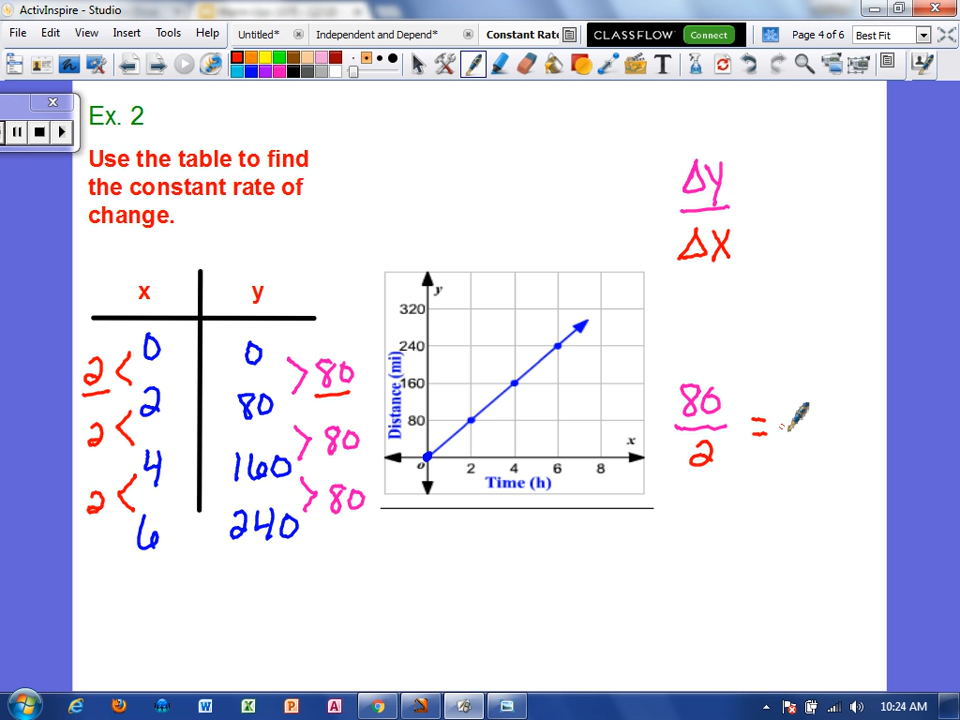 ActivInspire - Studio
File Edit View Insert Tools Help
Untitled* Independent and Depend* Constant Rate CLASSFLOW Connect Page 4 of 6 Best Fit
Ex. 2
Use the table to find
the constant rate of
change.
Δy
Δx
x y
0 0
2 80
2 80
2 80
4 160
2 80
6 240
y
320
240
160
80
Distance (mi)
o 2 4 6 8 x
Time (h)
80
2
=
10:24 AM